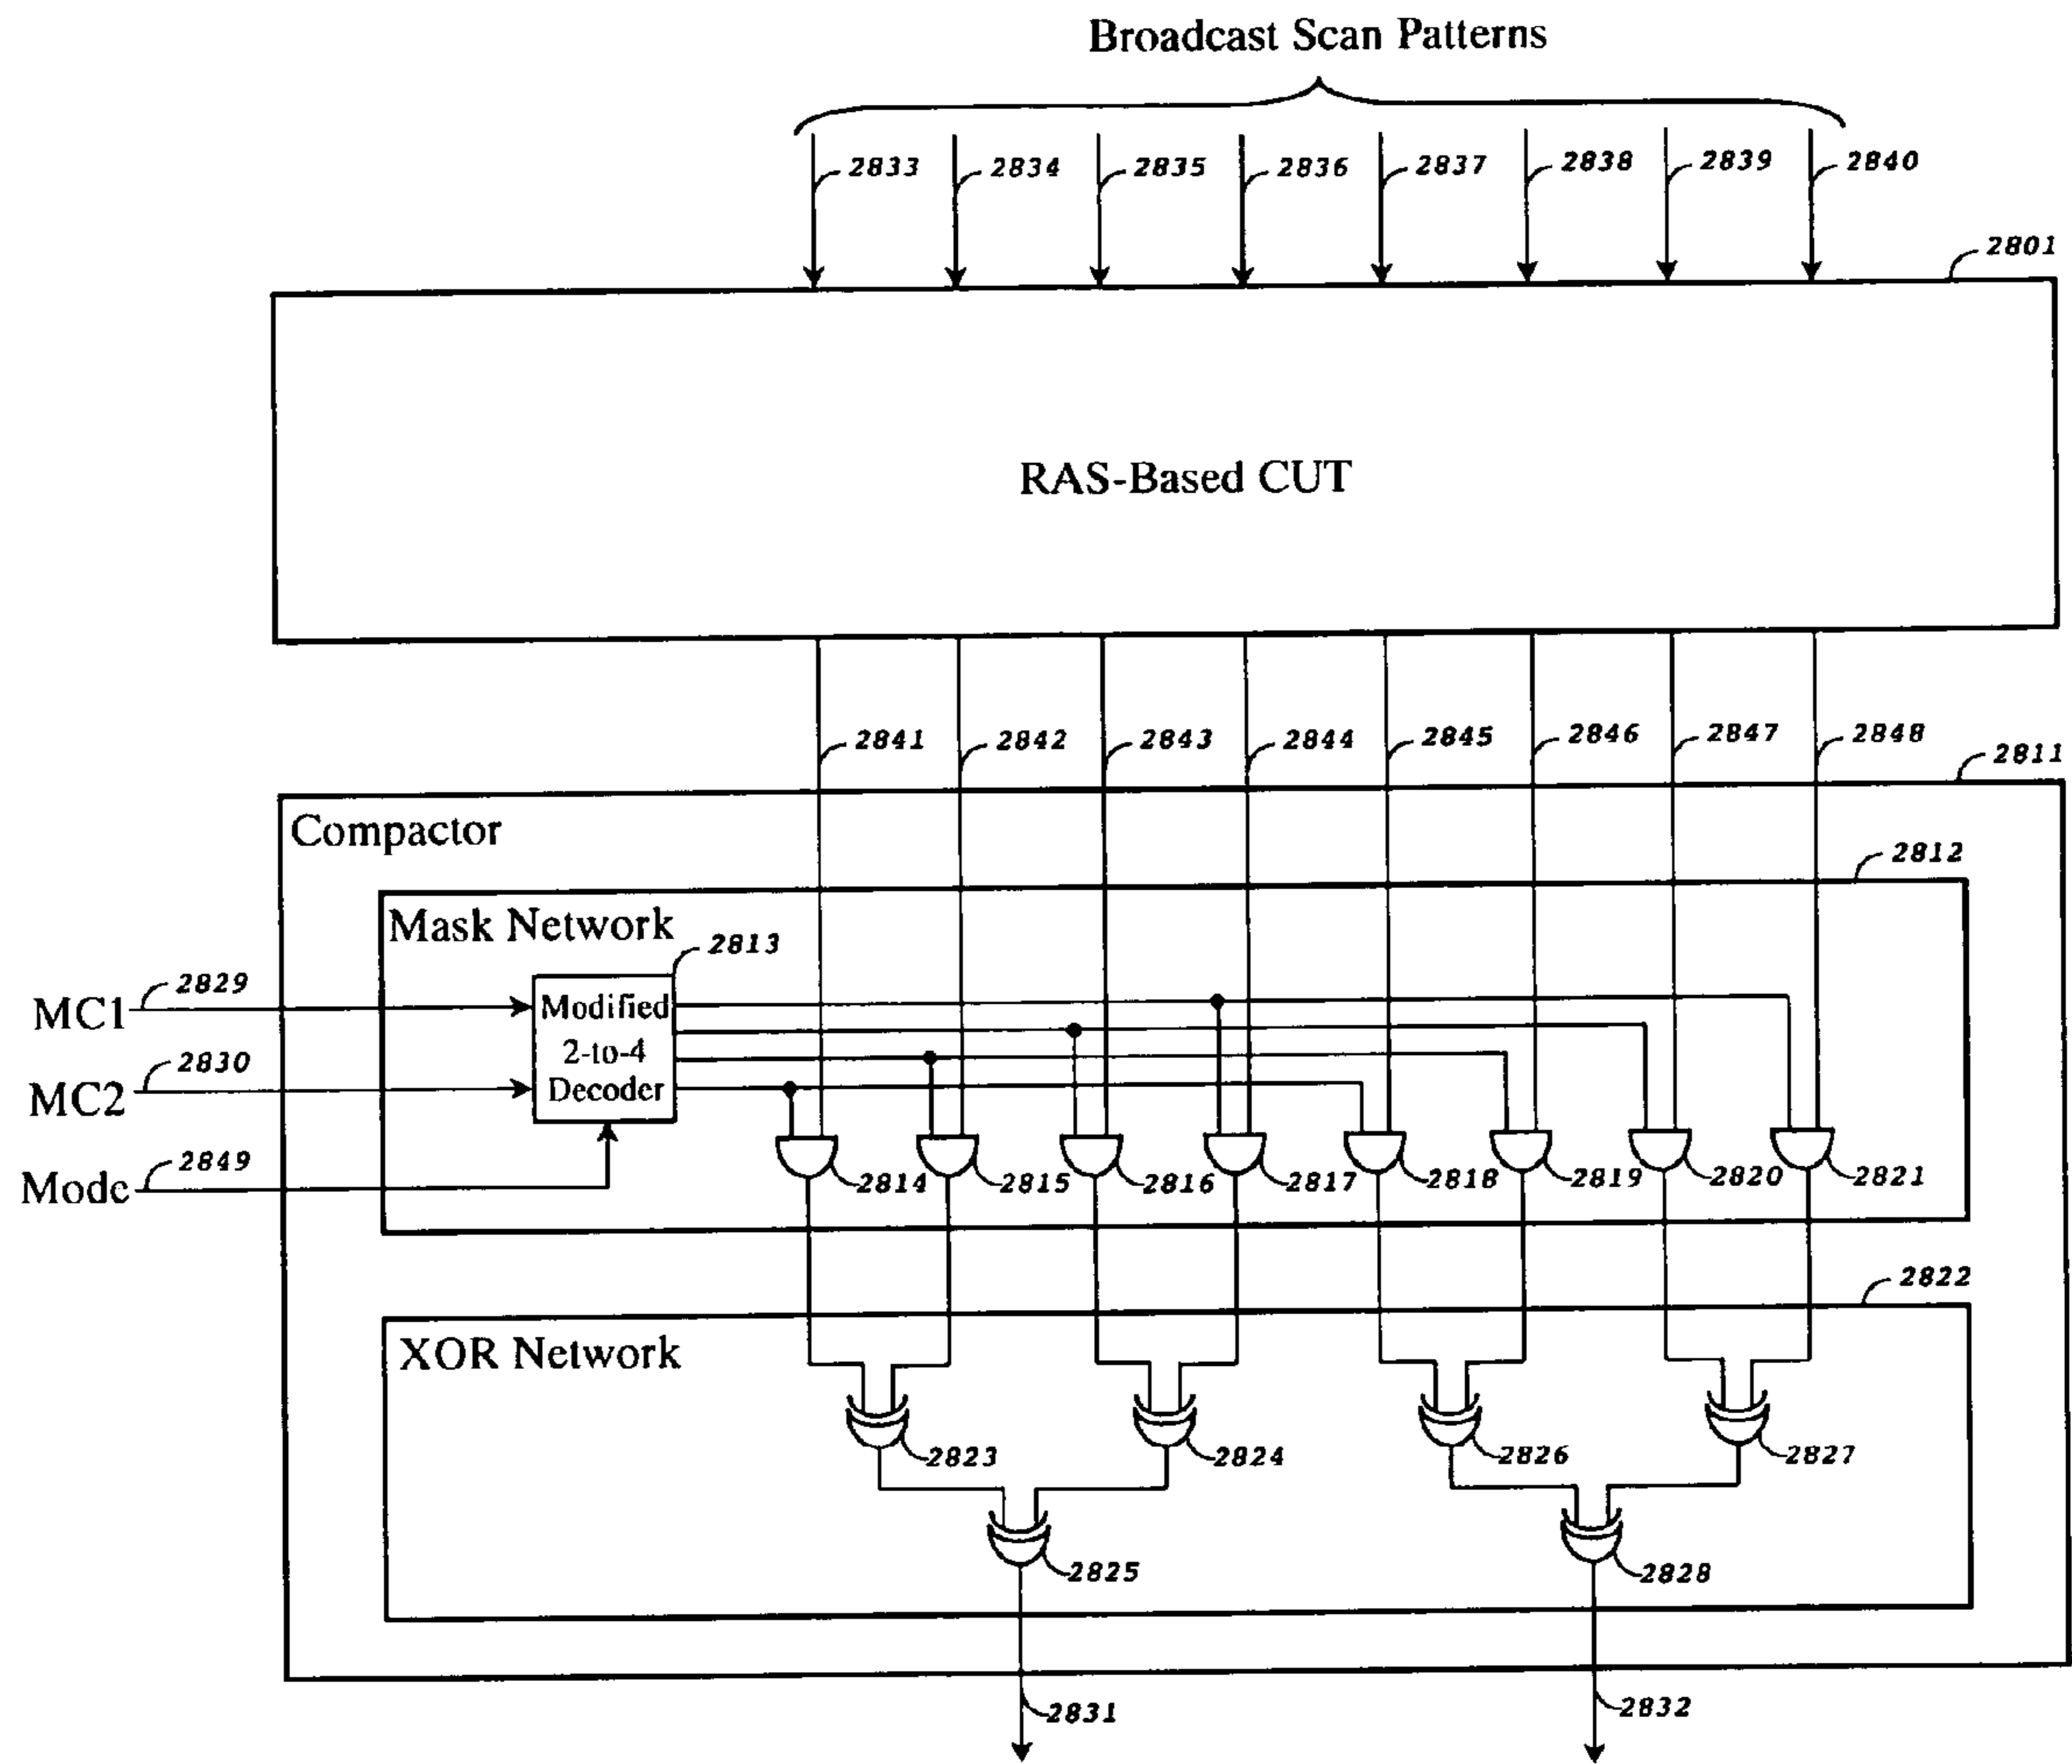 Broadcast Scan Patterns
2833 2834 2835 2836 2837 2838 2839 2840
2801
RAS-Based CUT
2841 2842 2843 2844 2845 2846 2847 2848
2811
Compactor
2812
Mask Network
2813
MC1
2829
Modified
2-to-4
Decoder
MC2
2830
Mode
2849
2814 2815 2816 2817 2818 2819 2820 2821
2822
XOR Network
2823 2824 2826 2827
2825 2828
2831 2832